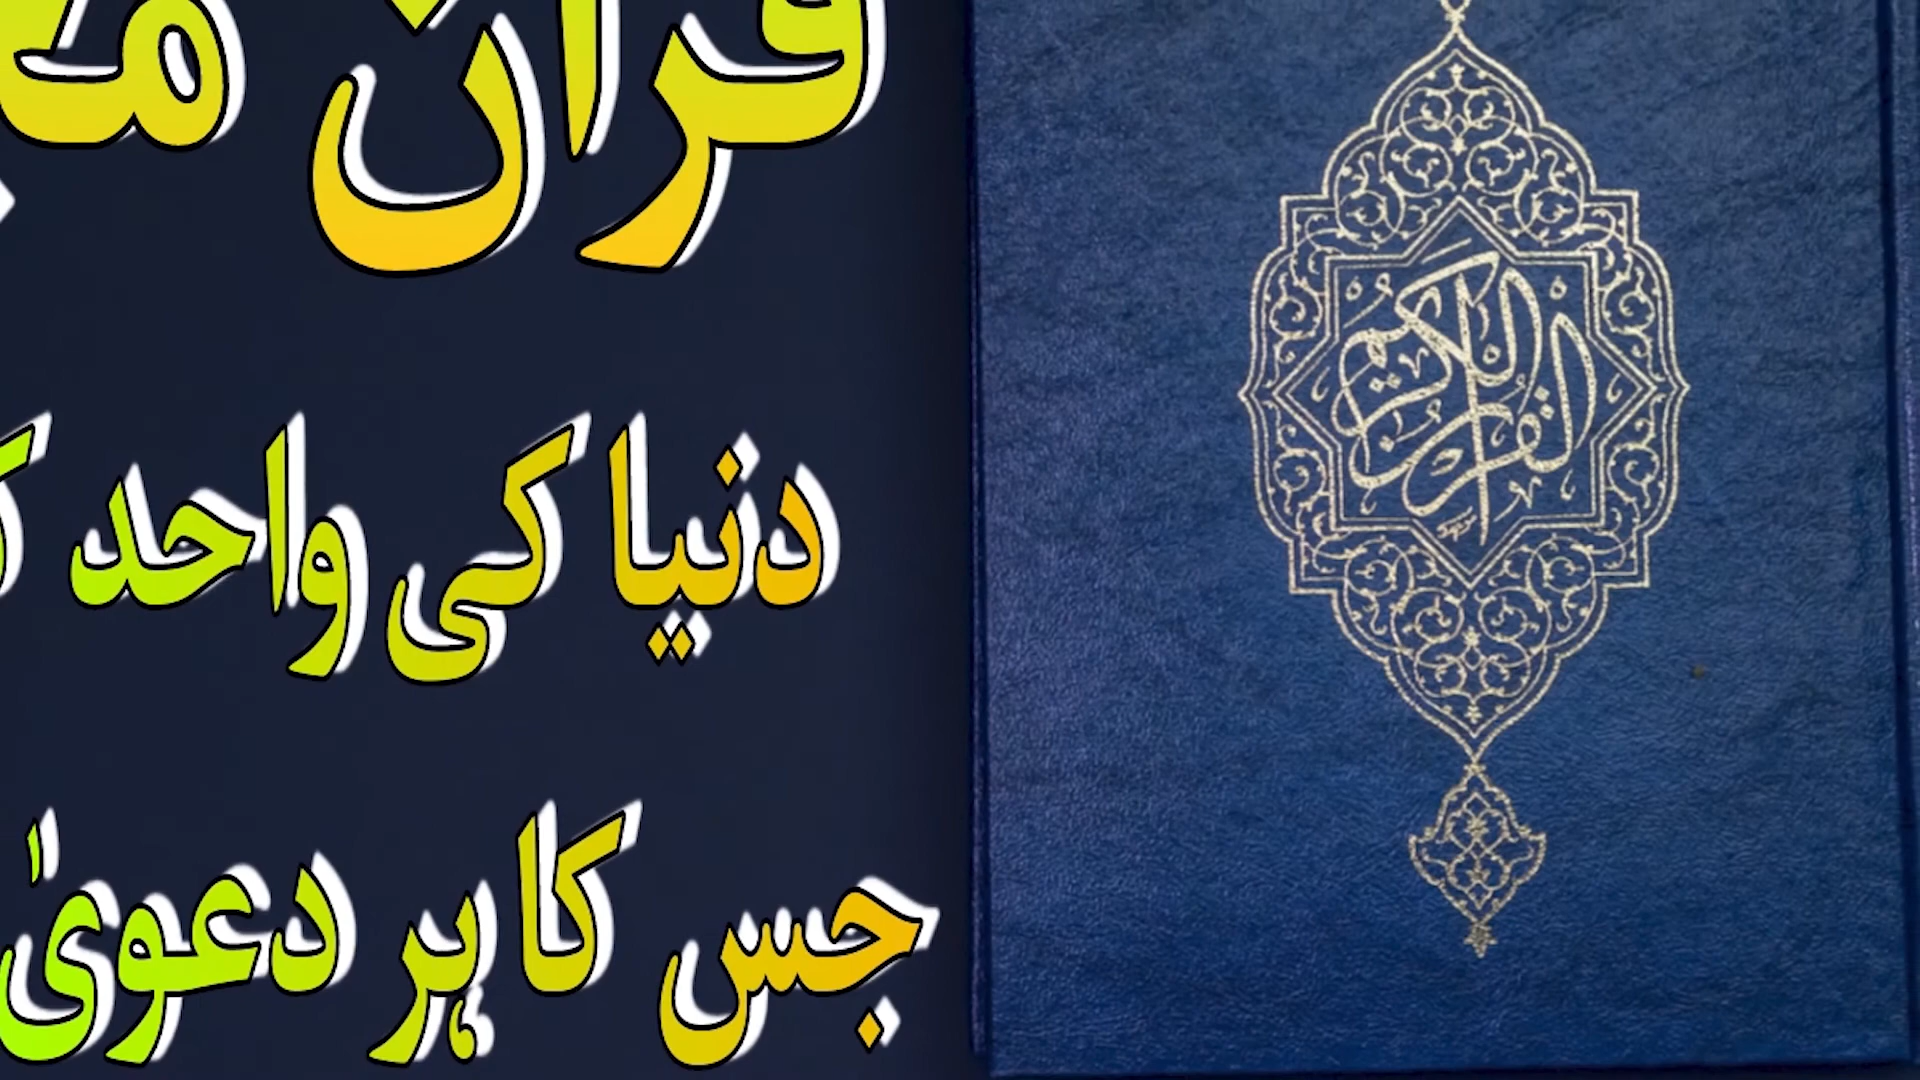 قرآن
دنیا کی واحد
جس کا ہر دعویٰ
القرآن الكريم